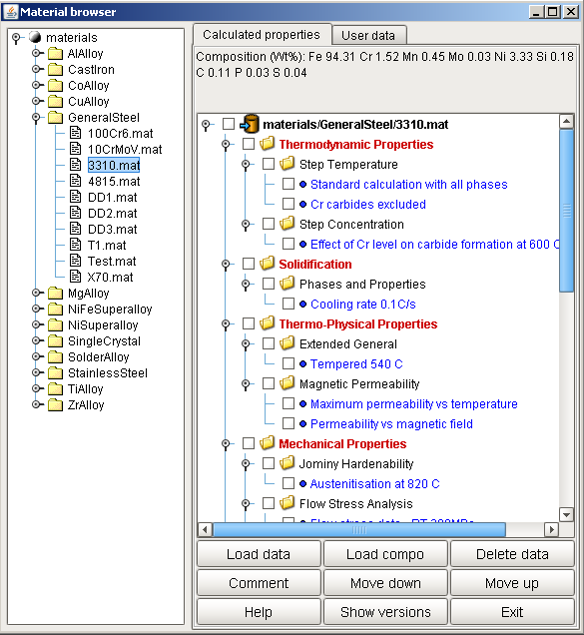 Material browser
materials
AlAlloy
CastIron
CoAlloy
CuAlloy
GeneralSteel
100Cr6.mat
10CrMoV.mat
3310.mat
4815.mat
DD1.mat
DD2.mat
DD3.mat
T1.mat
Test.mat
X70.mat
MgAlloy
NiFeSuperalloy
NiSuperalloy
SingleCrystal
SolderAlloy
StainlessSteel
TiAlloy
ZrAlloy
Calculated properties User data
Composition (Wt%): Fe 94.31 Cr 1.52 Mn 0.45 Mo 0.03 Ni 3.33 Si 0.18
C 0.11 P 0.03 S 0.04
materials/GeneralSteel/3310.mat
Thermodynamic Properties
Step Temperature
Standard calculation with all phases
Cr carbides excluded
Step Concentration
Effect of Cr level on carbide formation at 600
Solidification
Phases and Properties
Cooling rate 0.1C/s
Thermo-Physical Properties
Extended General
Tempered 540 C
Magnetic Permeability
Maximum permeability vs temperature
Permeability vs magnetic field
Mechanical Properties
Jominy Hardenability
Austenitisation at 820 C
Flow Stress Analysis
Load data Load compo Delete data
Comment Move down Move up
Help Show versions Exit